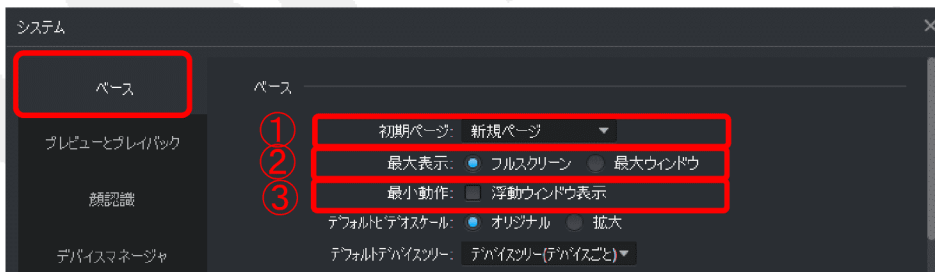 システム
×
ベース
ベース
① 初期ページ: 新規ページ
プレビューとプレイバック
② 最大表示: フルスクリーン 最大ウィンドウ
③ 最小動作: 浮動ウィンドウ表示
顔認識
デフォルトビデオスケール: オリジナル 拡大
デバイスマネージャ
デフォルトデバイスツリー: デバイスツリー(デバイスごと)